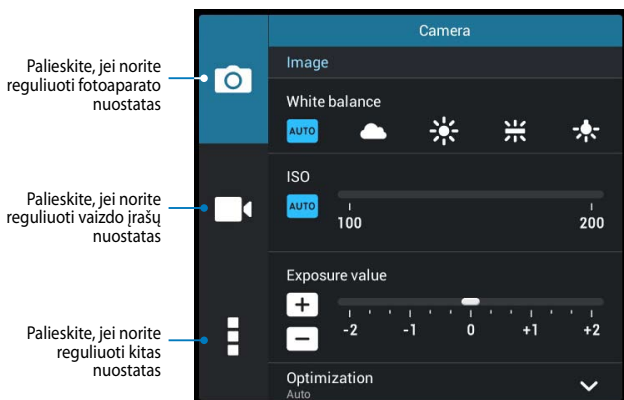 Palieskite, jei norite
reguliuoti fotoaparato
nuostatas
Palieskite, jei norite
reguliuoti vaizdo įrašų
nuostatas
Palieskite, jei norite
reguliuoti kitas
nuostatas
Camera
Image
White balance
AUTO
ISO
AUTO
100 200
Exposure value
-2 -1 0 +1 +2
Optimization
Auto